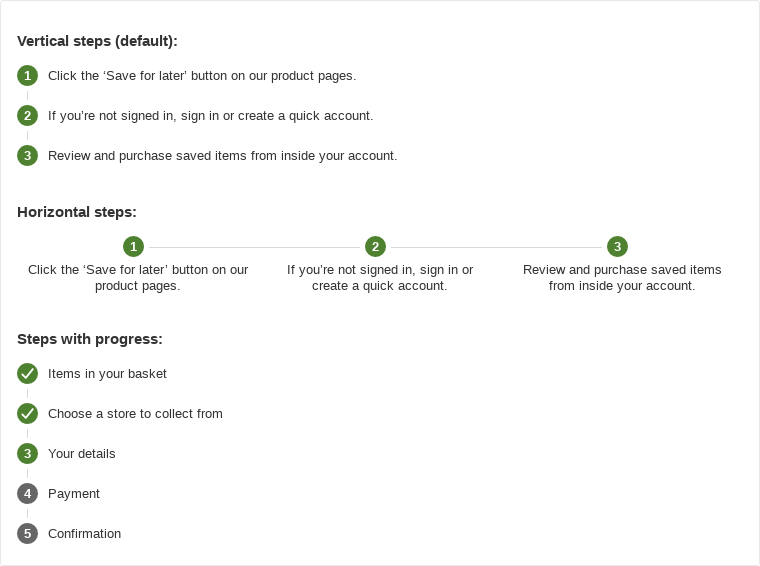 Vertical steps (default):
1 Click the ‘Save for later’ button on our product pages.
2 If you’re not signed in, sign in or create a quick account.
3 Review and purchase saved items from inside your account.
Horizontal steps:
1 2 3
Click the ‘Save for later’ button on our If you’re not signed in, sign in or Review and purchase saved items
product pages. create a quick account. from inside your account.
Steps with progress:
Items in your basket
Choose a store to collect from
3 Your details
4 Payment
5 Confirmation